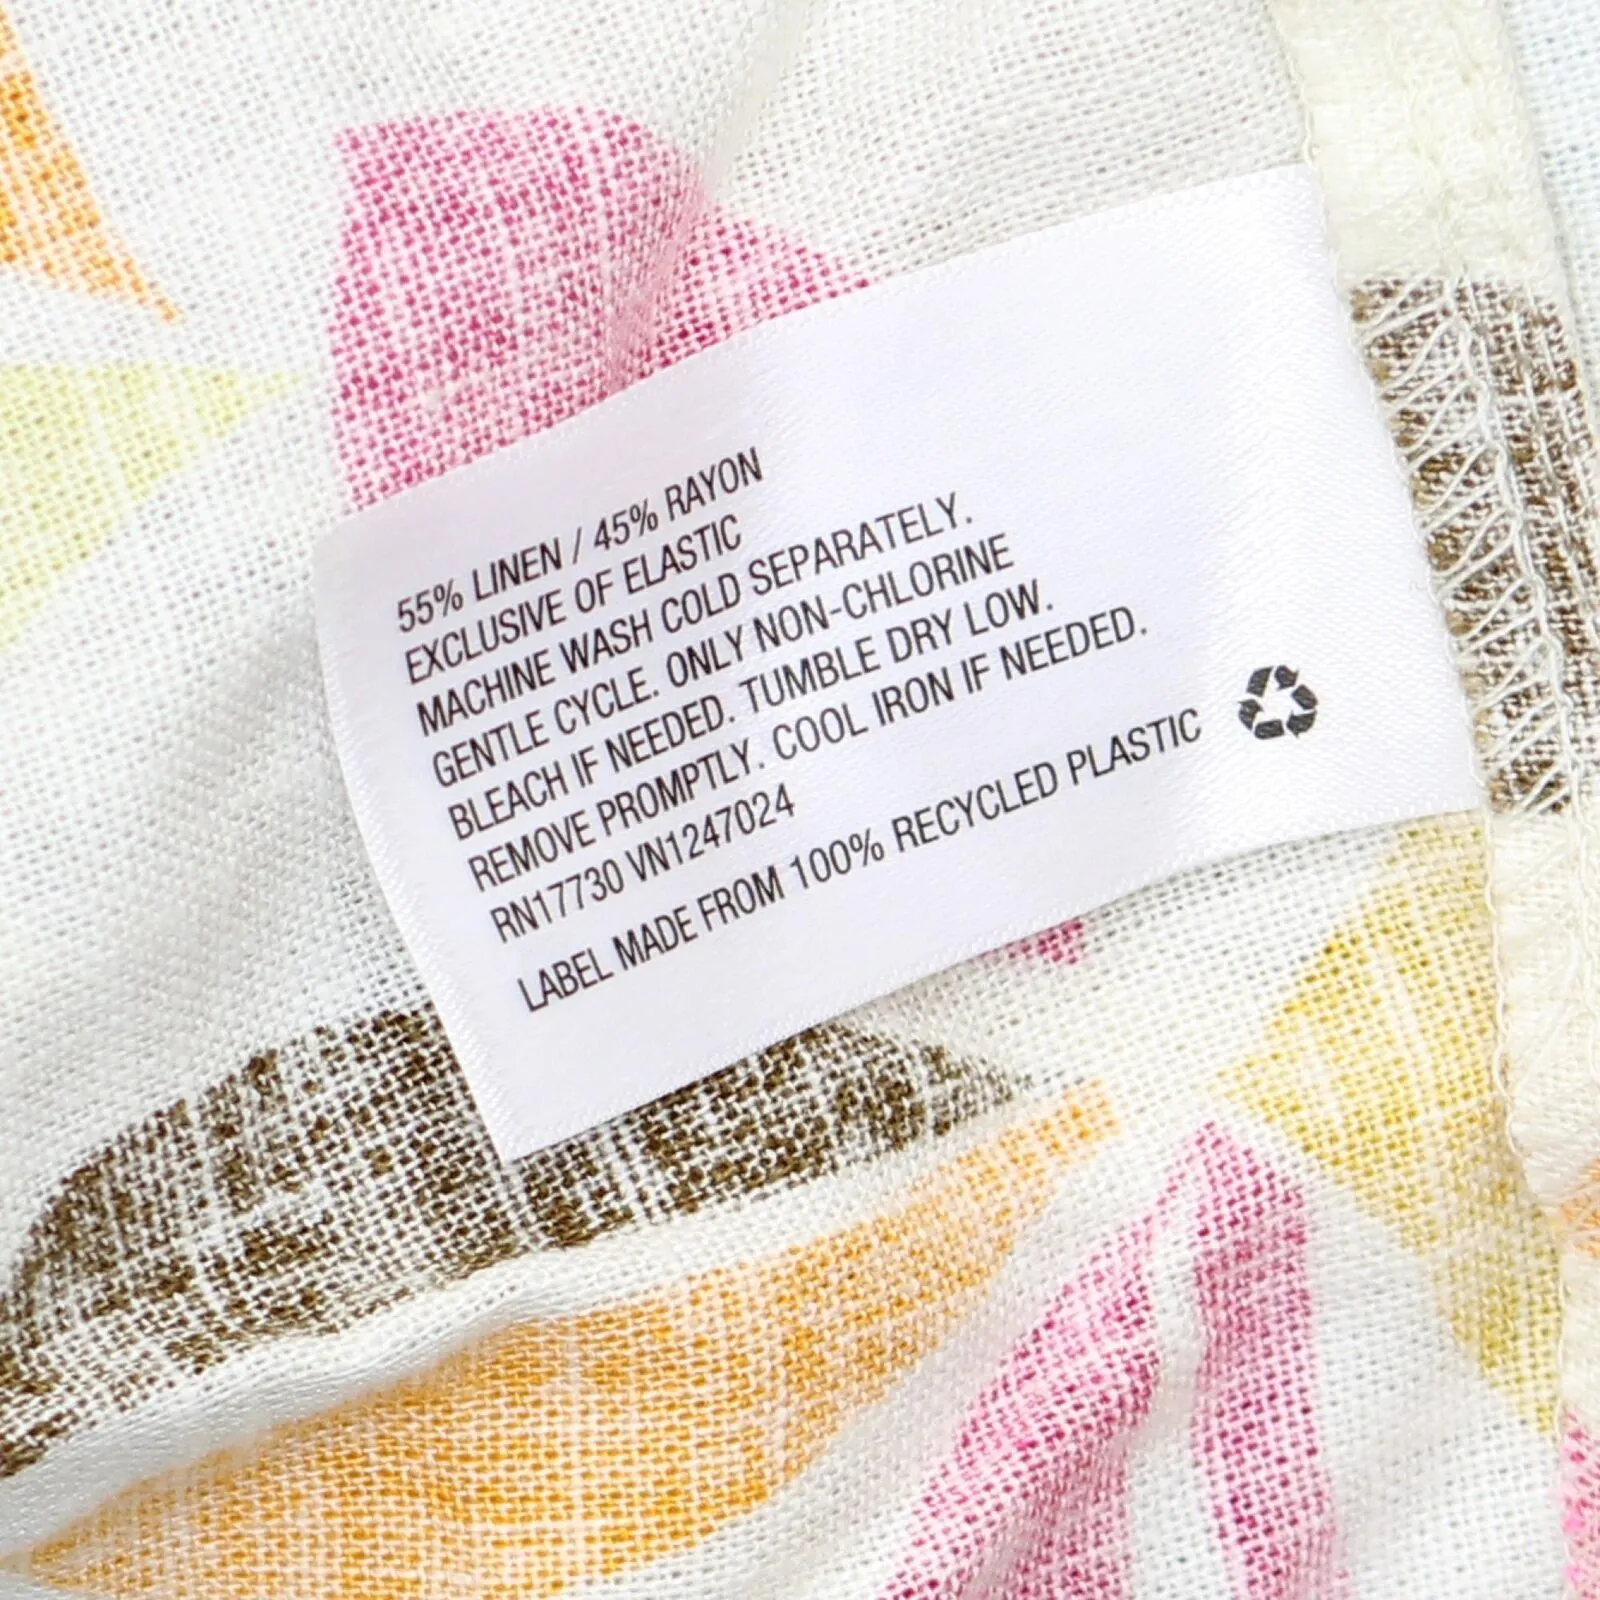 55% LINEN / 45% RAYON
EXCLUSIVE OF ELASTIC
MACHINE WASH COLD SEPARATELY.
GENTLE CYCLE. ONLY NON-CHLORINE
BLEACH IF NEEDED. TUMBLE DRY LOW.
REMOVE PROMPTLY. COOL IRON IF NEEDED.
RN17730 VN1247024
LABEL MADE FROM 100% RECYCLED PLASTIC